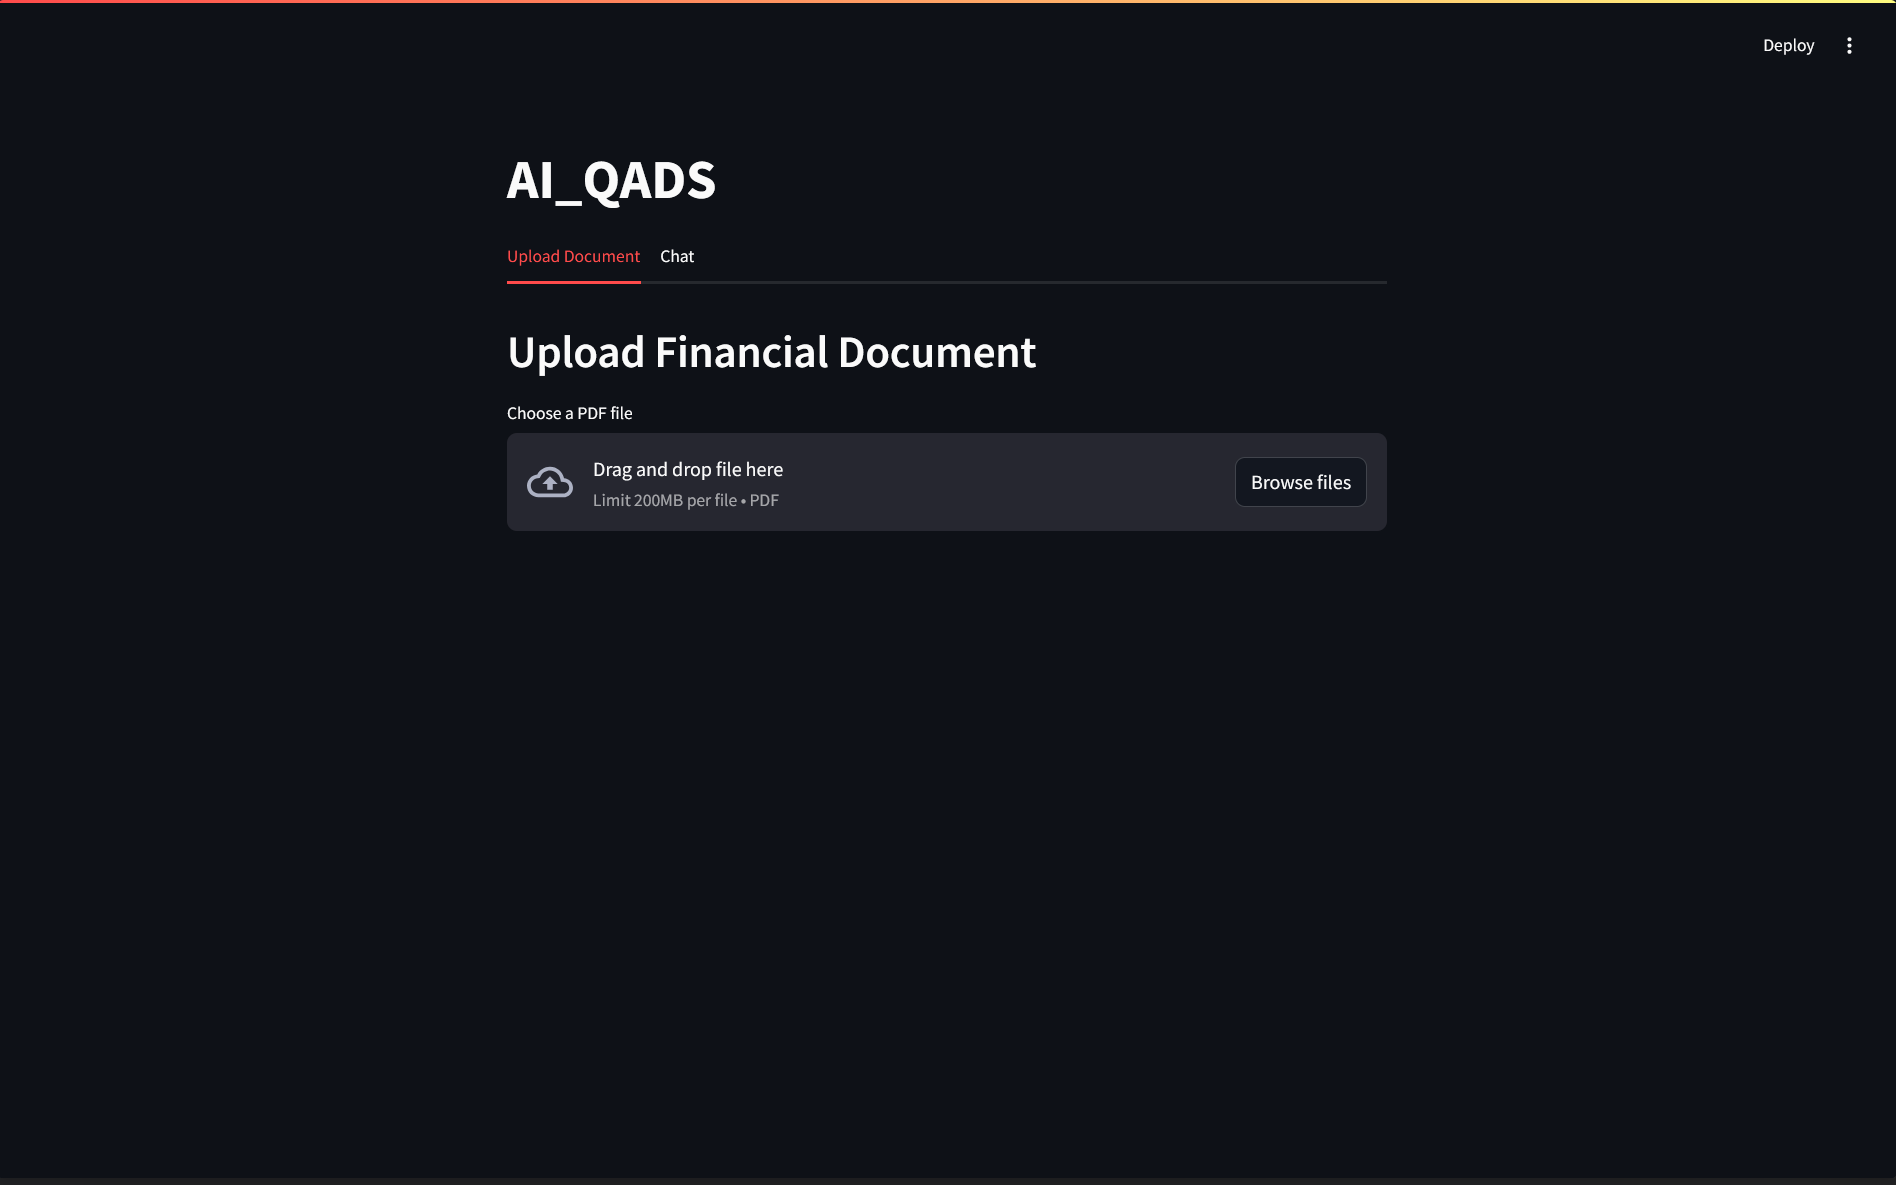 Deploy
AI_QADS
Upload Document Chat
Upload Financial Document
Choose a PDF file
Drag and drop file here
Limit 200MB per file • PDF
Browse files